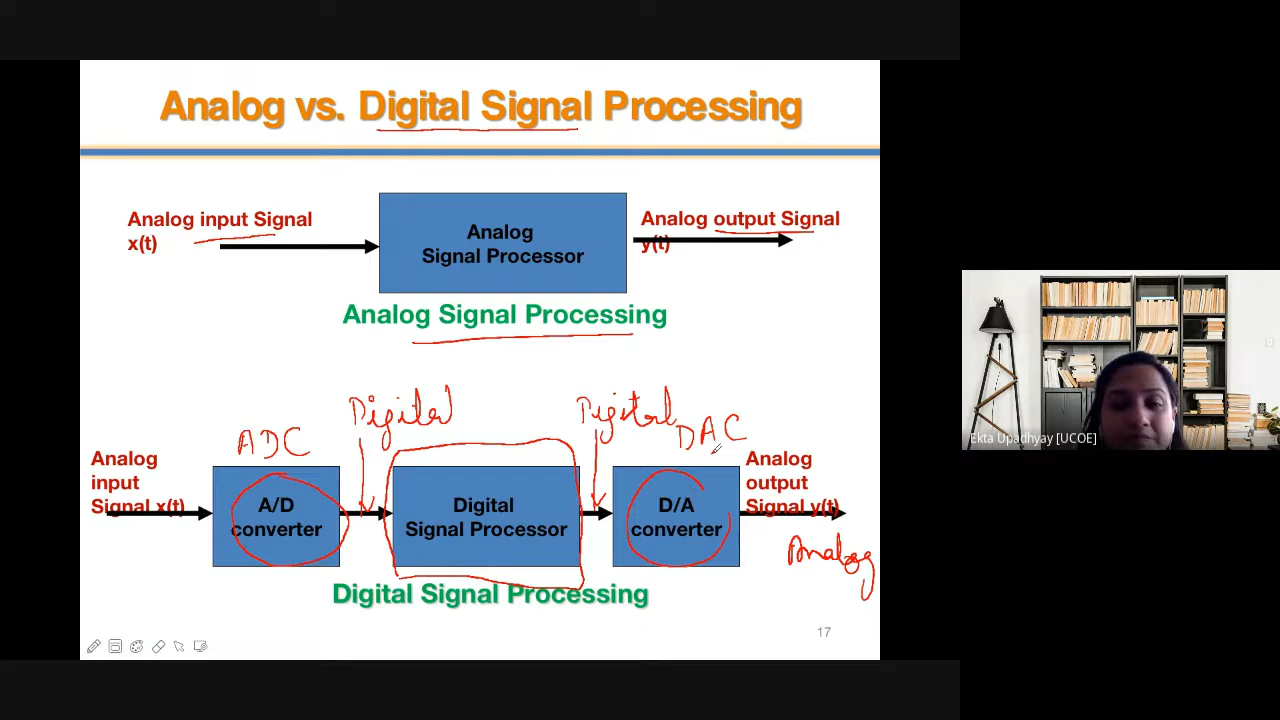 Analog vs. Digital Signal Processing
Analog input Signal
x(t)
Analog
Signal Processor
Analog output Signal
y(t)
Analog Signal Processing
Digital
Digital
ADC
DAC
Analog
input
Signal x(t)
A/D
converter
Digital
Signal Processor
D/A
converter
Analog
output
Signal y(t)
Analog
Digital Signal Processing
17
Ekta Upadhyay [UCOE]